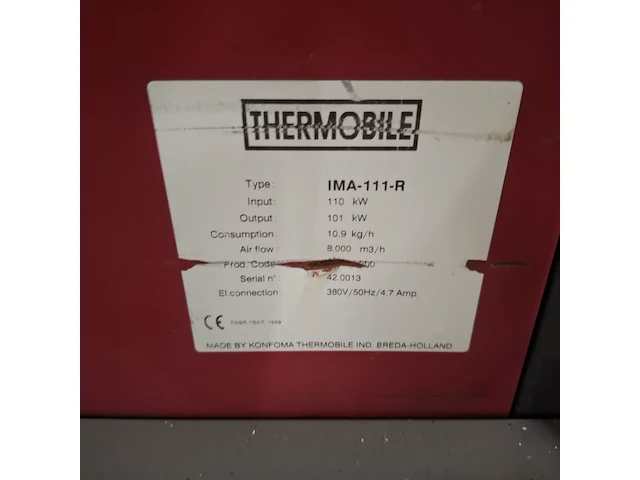 THERMOBILE
Type: IMA-111-R
Input: 110 kW
Output: 101 kW
Consumption: 10.9 kg/h
Air flow: 8.000 m3/h
Prod. Code
Serial n°: 42.0013
El.connection: 380V/50Hz/4.7 Amp.
CE FABR.YEAR 1999
MADE BY KONFOMA THERMOBILE IND. BREDA-HOLLAND